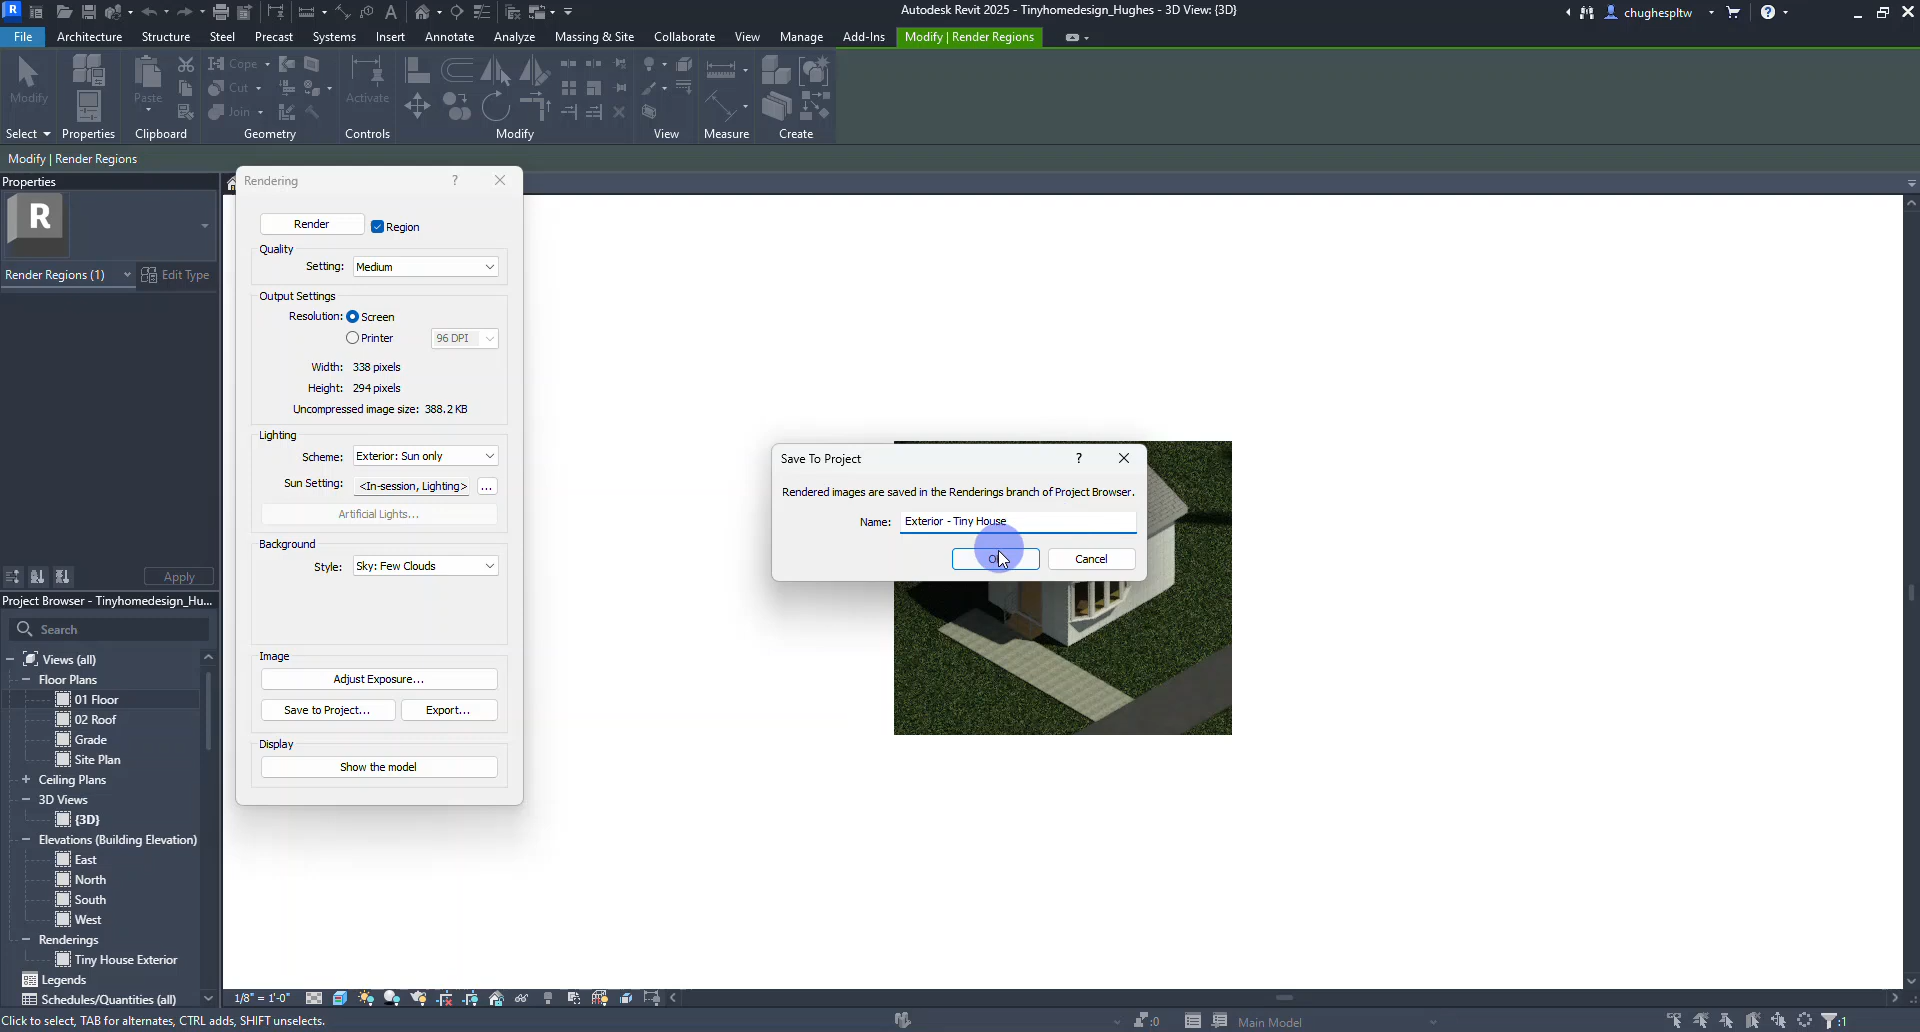 Autodesk Revit 2025 - Tinyhomedesign_Hughes - 3D View: {3D}
chughespltw
File Architecture Structure Steel Precast Systems Insert Annotate Analyze Massing & Site Collaborate View Manage Add-Ins Modify | Render Regions
Modify
Paste
Cope
Cut
Join
Activate
Select Properties Clipboard Geometry Controls Modify View Measure Create
Modify | Render Regions
Properties
R
Render Regions (1)
Edit Type
Apply
Project Browser - Tinyhomedesign_Hu...
Search
Views (all)
Floor Plans
01 Floor
02 Roof
Grade
Site Plan
Ceiling Plans
3D Views
{3D}
Elevations (Building Elevation)
East
North
South
West
Renderings
Tiny House Exterior
Legends
Schedules/Quantities (all)
Rendering
?
Render
Region
Quality
Setting: Medium
Output Settings
Resolution: Screen
Printer 96 DPI
Width: 338 pixels
Height: 294 pixels
Uncompressed image size: 388.2 KB
Lighting
Scheme: Exterior: Sun only
Sun Setting: <In-session, Lighting> ...
Artificial Lights...
Background
Style: Sky: Few Clouds
Image
Adjust Exposure...
Save to Project... Export...
Display
Show the model
Save To Project
?
Rendered images are saved in the Renderings branch of Project Browser.
Name: Exterior - Tiny House
Cancel
1/8" = 1'-0"
Click to select, TAB for alternates, CTRL adds, SHIFT unselects.
:0
Main Model
:1